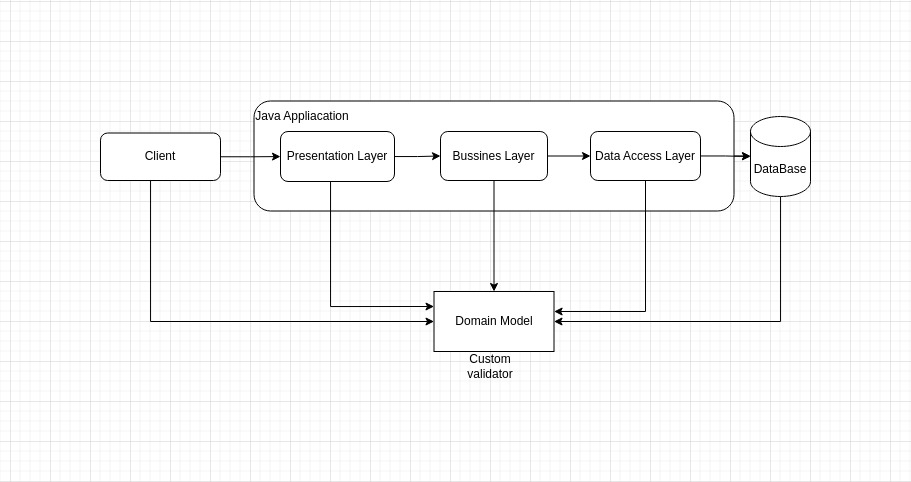 Java Appliacation
Client
Presentation Layer
Bussines Layer
Data Access Layer
DataBase
Domain Model
Custom
validator